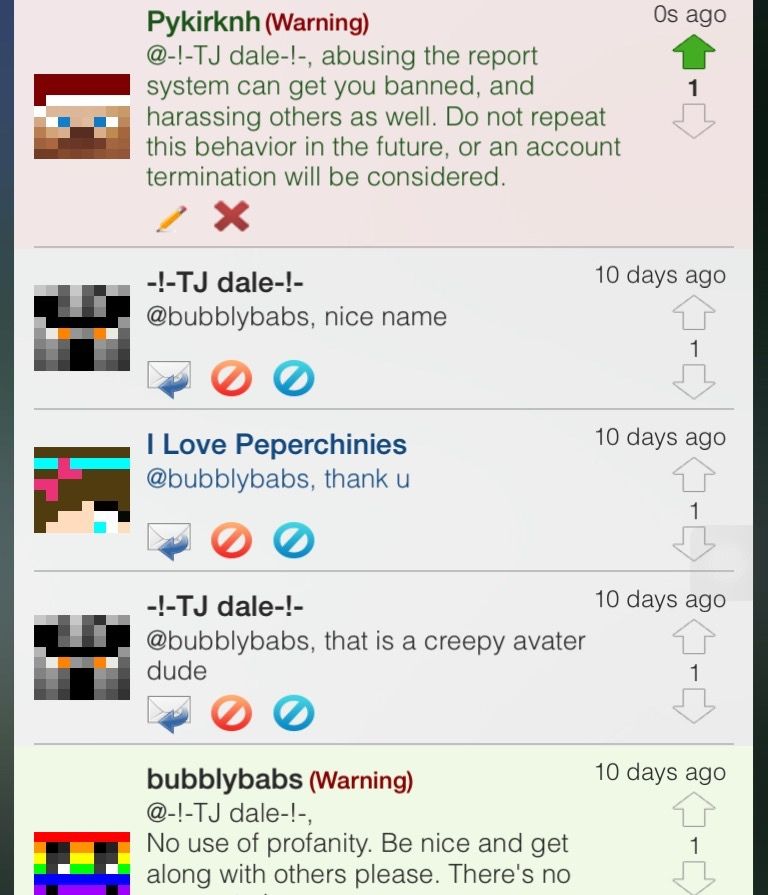 Pykirknh (Warning)
0s ago
@-!-TJ dale-!-, abusing the report
system can get you banned, and
harassing others as well. Do not repeat
this behavior in the future, or an account
termination will be considered.
1
-!-TJ dale-!-
10 days ago
@bubblybabs, nice name
1
I Love Peperchinies
10 days ago
@bubblybabs, thank u
1
-!-TJ dale-!-
10 days ago
@bubblybabs, that is a creepy avater
dude
1
bubblybabs (Warning)
10 days ago
@-!-TJ dale-!-,
No use of profanity. Be nice and get
along with others please. There's no
1